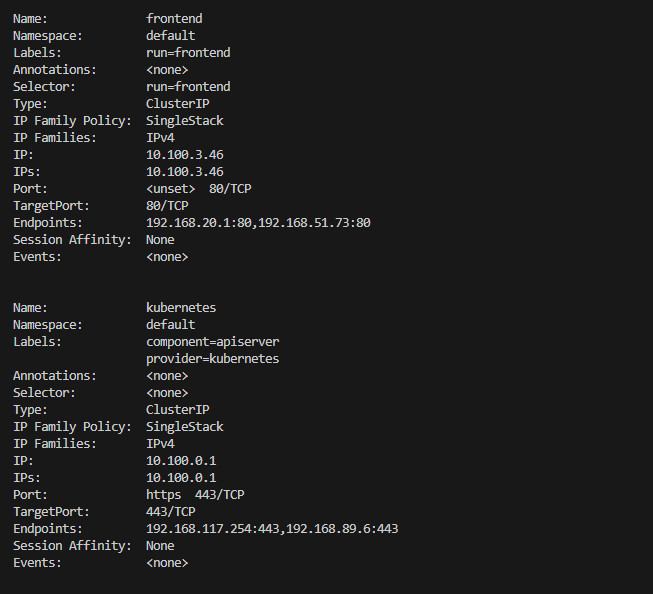 Name: frontend
Namespace: default
Labels: run=frontend
Annotations: <none>
Selector: run=frontend
Type: ClusterIP
IP Family Policy: SingleStack
IP Families: IPv4
IP: 10.100.3.46
IPs: 10.100.3.46
Port: <unset> 80/TCP
TargetPort: 80/TCP
Endpoints: 192.168.20.1:80,192.168.51.73:80
Session Affinity: None
Events: <none>
Name: kubernetes
Namespace: default
Labels: component=apiserver
provider=kubernetes
Annotations: <none>
Selector: <none>
Type: ClusterIP
IP Family Policy: SingleStack
IP Families: IPv4
IP: 10.100.0.1
IPs: 10.100.0.1
Port: https 443/TCP
TargetPort: 443/TCP
Endpoints: 192.168.117.254:443,192.168.89.6:443
Session Affinity: None
Events: <none>